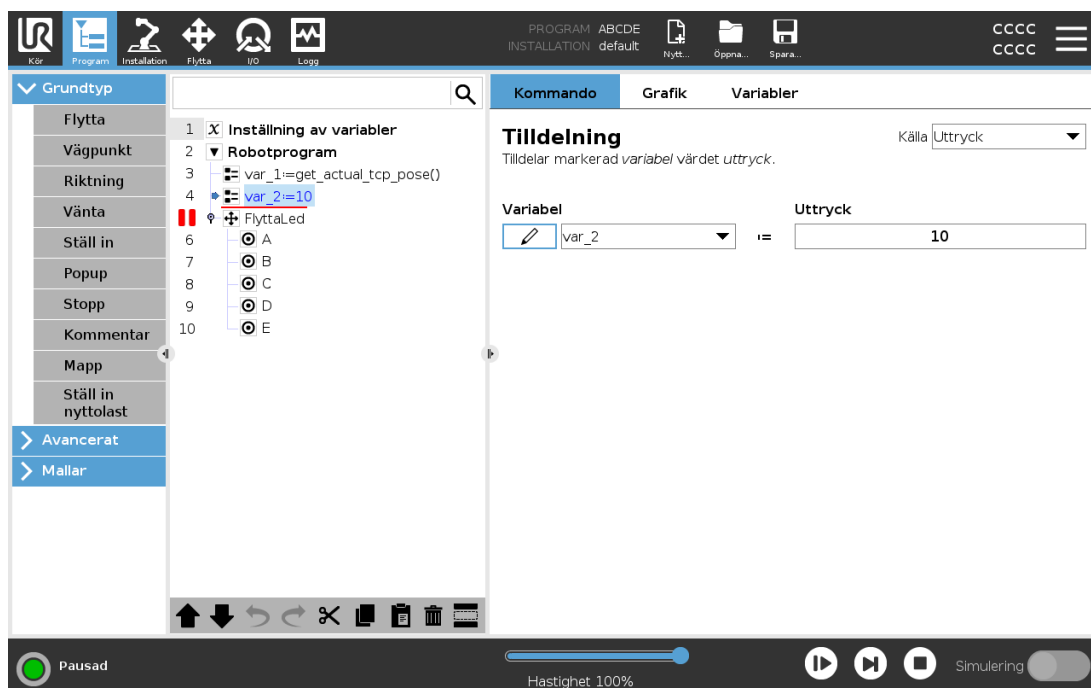 UR
Kör
Program
Installation
Flytta
I/O
Logg
PROGRAM ABCDE
INSTALLATION default
Nytt...
Öppna...
Spara...
CCCC
CCCC
Grundtyp
Flytta
Vägpunkt
Riktning
Vänta
Ställ in
Popup
Stopp
Kommentar
Mapp
Ställ in
nyttolast
Avancerat
Mallar
1 x Inställning av variabler
2 Robotprogram
3 var_1:=get_actual_tcp_pose()
4 var_2:=10
FlyttaLed
6 A
7 B
8 C
9 D
10 E
Kommando Grafik Variabler
Tilldelning
Källa Uttryck
Tilldelar markerad variabel värdet uttryck.
Variabel Uttryck
var_2 := 10
Pausad
Hastighet 100%
Simulering